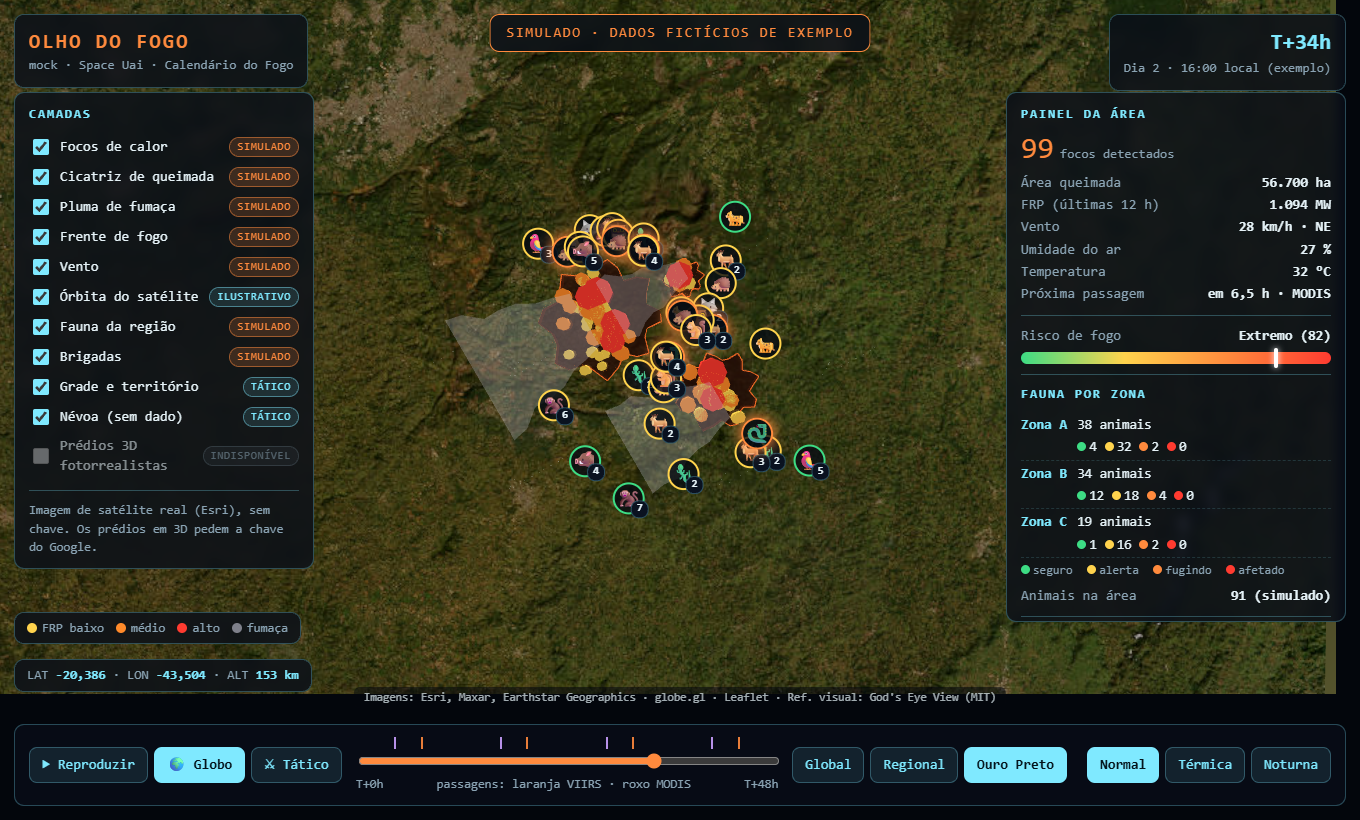 OLHO DO FOGO
mock · Space Uai · Calendário do Fogo
SIMULADO · DADOS FICTÍCIOS DE EXEMPLO
T+34h
Dia 2 · 16:00 local (exemplo)
CAMADAS
Focos de calor SIMULADO
Cicatriz de queimada SIMULADO
Pluma de fumaça SIMULADO
Frente de fogo SIMULADO
Vento SIMULADO
Órbita do satélite ILUSTRATIVO
Fauna da região SIMULADO
Brigadas SIMULADO
Grade e território TÁTICO
Névoa (sem dado) TÁTICO
Prédios 3D
fotorrealistas INDISPONÍVEL
Imagem de satélite real (Esri), sem
chave. Os prédios em 3D pedem a chave
do Google.
FRP baixo médio alto fumaça
LAT -20,386 · LON -43,504 · ALT 153 km
3
5
4
2
3 2
4
3
6
2
3 2
5
4
2
7
PAINEL DA ÁREA
99 focos detectados
Área queimada 56.700 ha
FRP (últimas 12 h) 1.094 MW
Vento 28 km/h · NE
Umidade do ar 27 %
Temperatura 32 °C
Próxima passagem em 6,5 h · MODIS
Risco de fogo Extremo (82)
FAUNA POR ZONA
Zona A 38 animais
4 32 2 0
Zona B 34 animais
12 18 4 0
Zona C 19 animais
1 16 2 0
seguro alerta fugindo afetado
Animais na área 91 (simulado)
Imagens: Esri, Maxar, Earthstar Geographics · globe.gl · Leaflet · Ref. visual: God's Eye View (MIT)
Reproduzir Globo Tático
T+0h passagens: laranja VIIRS · roxo MODIS T+48h
Global Regional Ouro Preto Normal Térmica Noturna